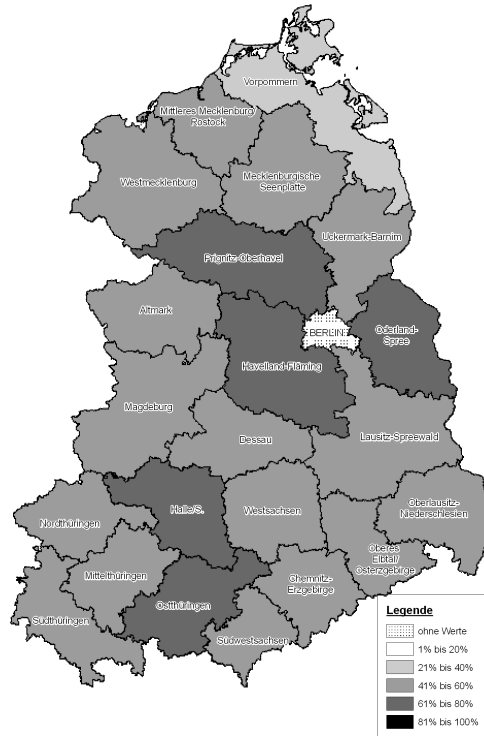 Vorpommern
Mittleres Mecklenburg/
Rostock
Westmecklenburg
Mecklenburgische
Seenplatte
Uckermark-Barnim
Prignitz-Oberhavel
Altmark
BERLIN
Oderland-
Spree
Havelland-Fläming
Magdeburg
Dessau
Lausitz-Spreewald
Halle/S.
Westsachsen
Oberlausitz-
Niederschlesien
Nordthüringen
Mittelthüringen
Oberes
Elbtal/
Osterzgebirge
Chemnitz-
Erzgebirge
Ostthüringen
Südthüringen
Südwestsachsen
Legende
ohne Werte
1% bis 20%
21% bis 40%
41% bis 60%
61% bis 80%
81% bis 100%